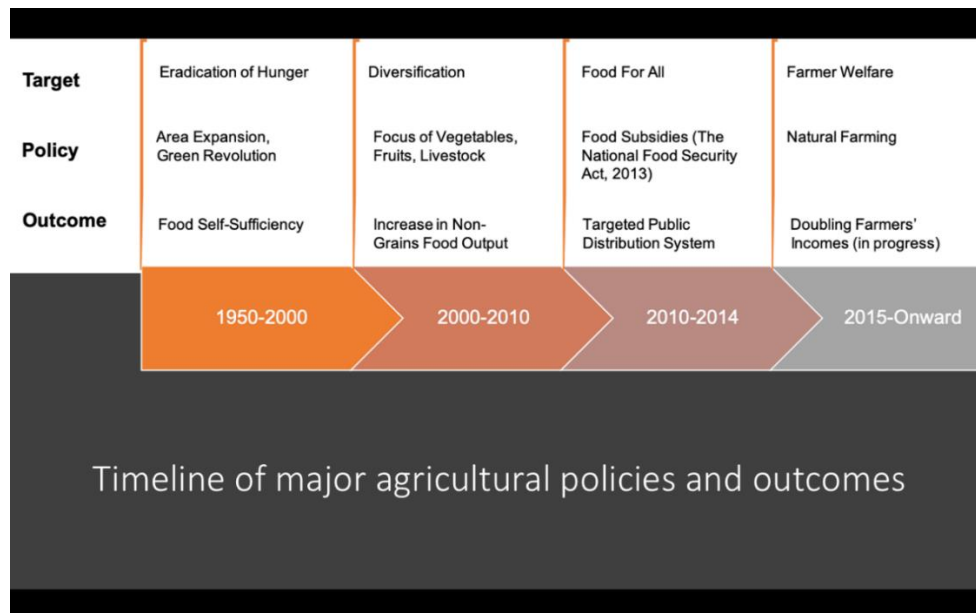 Target
Eradication of Hunger
Diversification
Food For All
Farmer Welfare
Policy
Area Expansion,
Green Revolution
Focus of Vegetables,
Fruits, Livestock
Food Subsidies (The
National Food Security
Act, 2013)
Natural Farming
Outcome
Food Self-Sufficiency
Increase in Non-
Grains Food Output
Targeted Public
Distribution System
Doubling Farmers'
Incomes (in progress)
1950-2000
2000-2010
2010-2014
2015-Onward
Timeline of major agricultural policies and outcomes